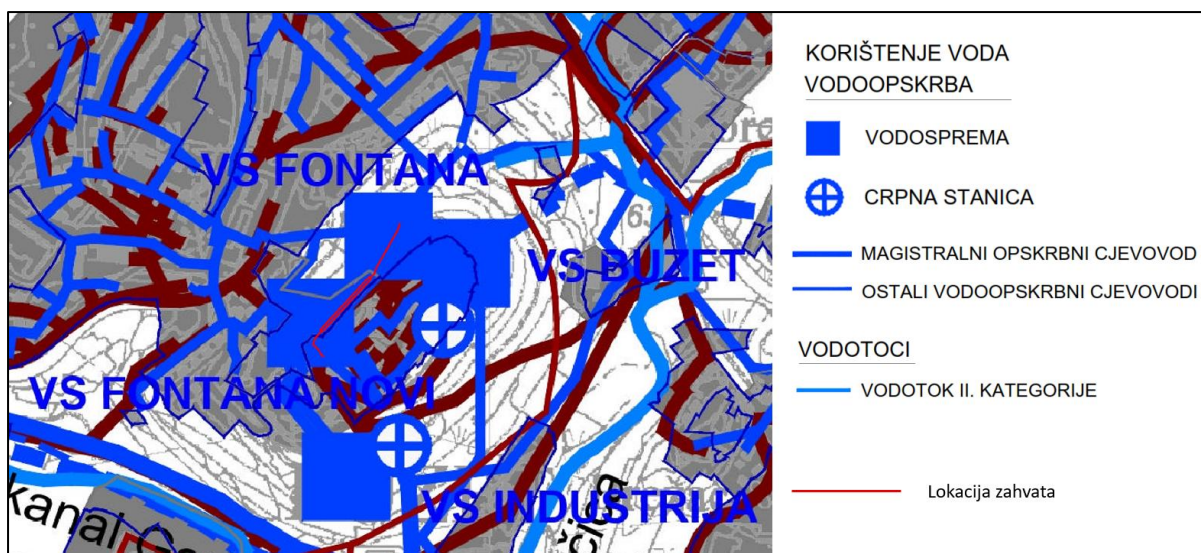 VS FONTANA
VS BUZET
VS FONTANA NOVI
VS INDUSTRIJA
kanal
KORIŠTENJE VODA
VODOOPSKRBA
VODOSPREMA
CRPNA STANICA
MAGISTRALNI OPSKRBNI CJEVOVOD
OSTALI VODOOPSKRBNI CJEVOVODI
VODOTOCI
VODOTOK II. KATEGORIJE
Lokacija zahvata